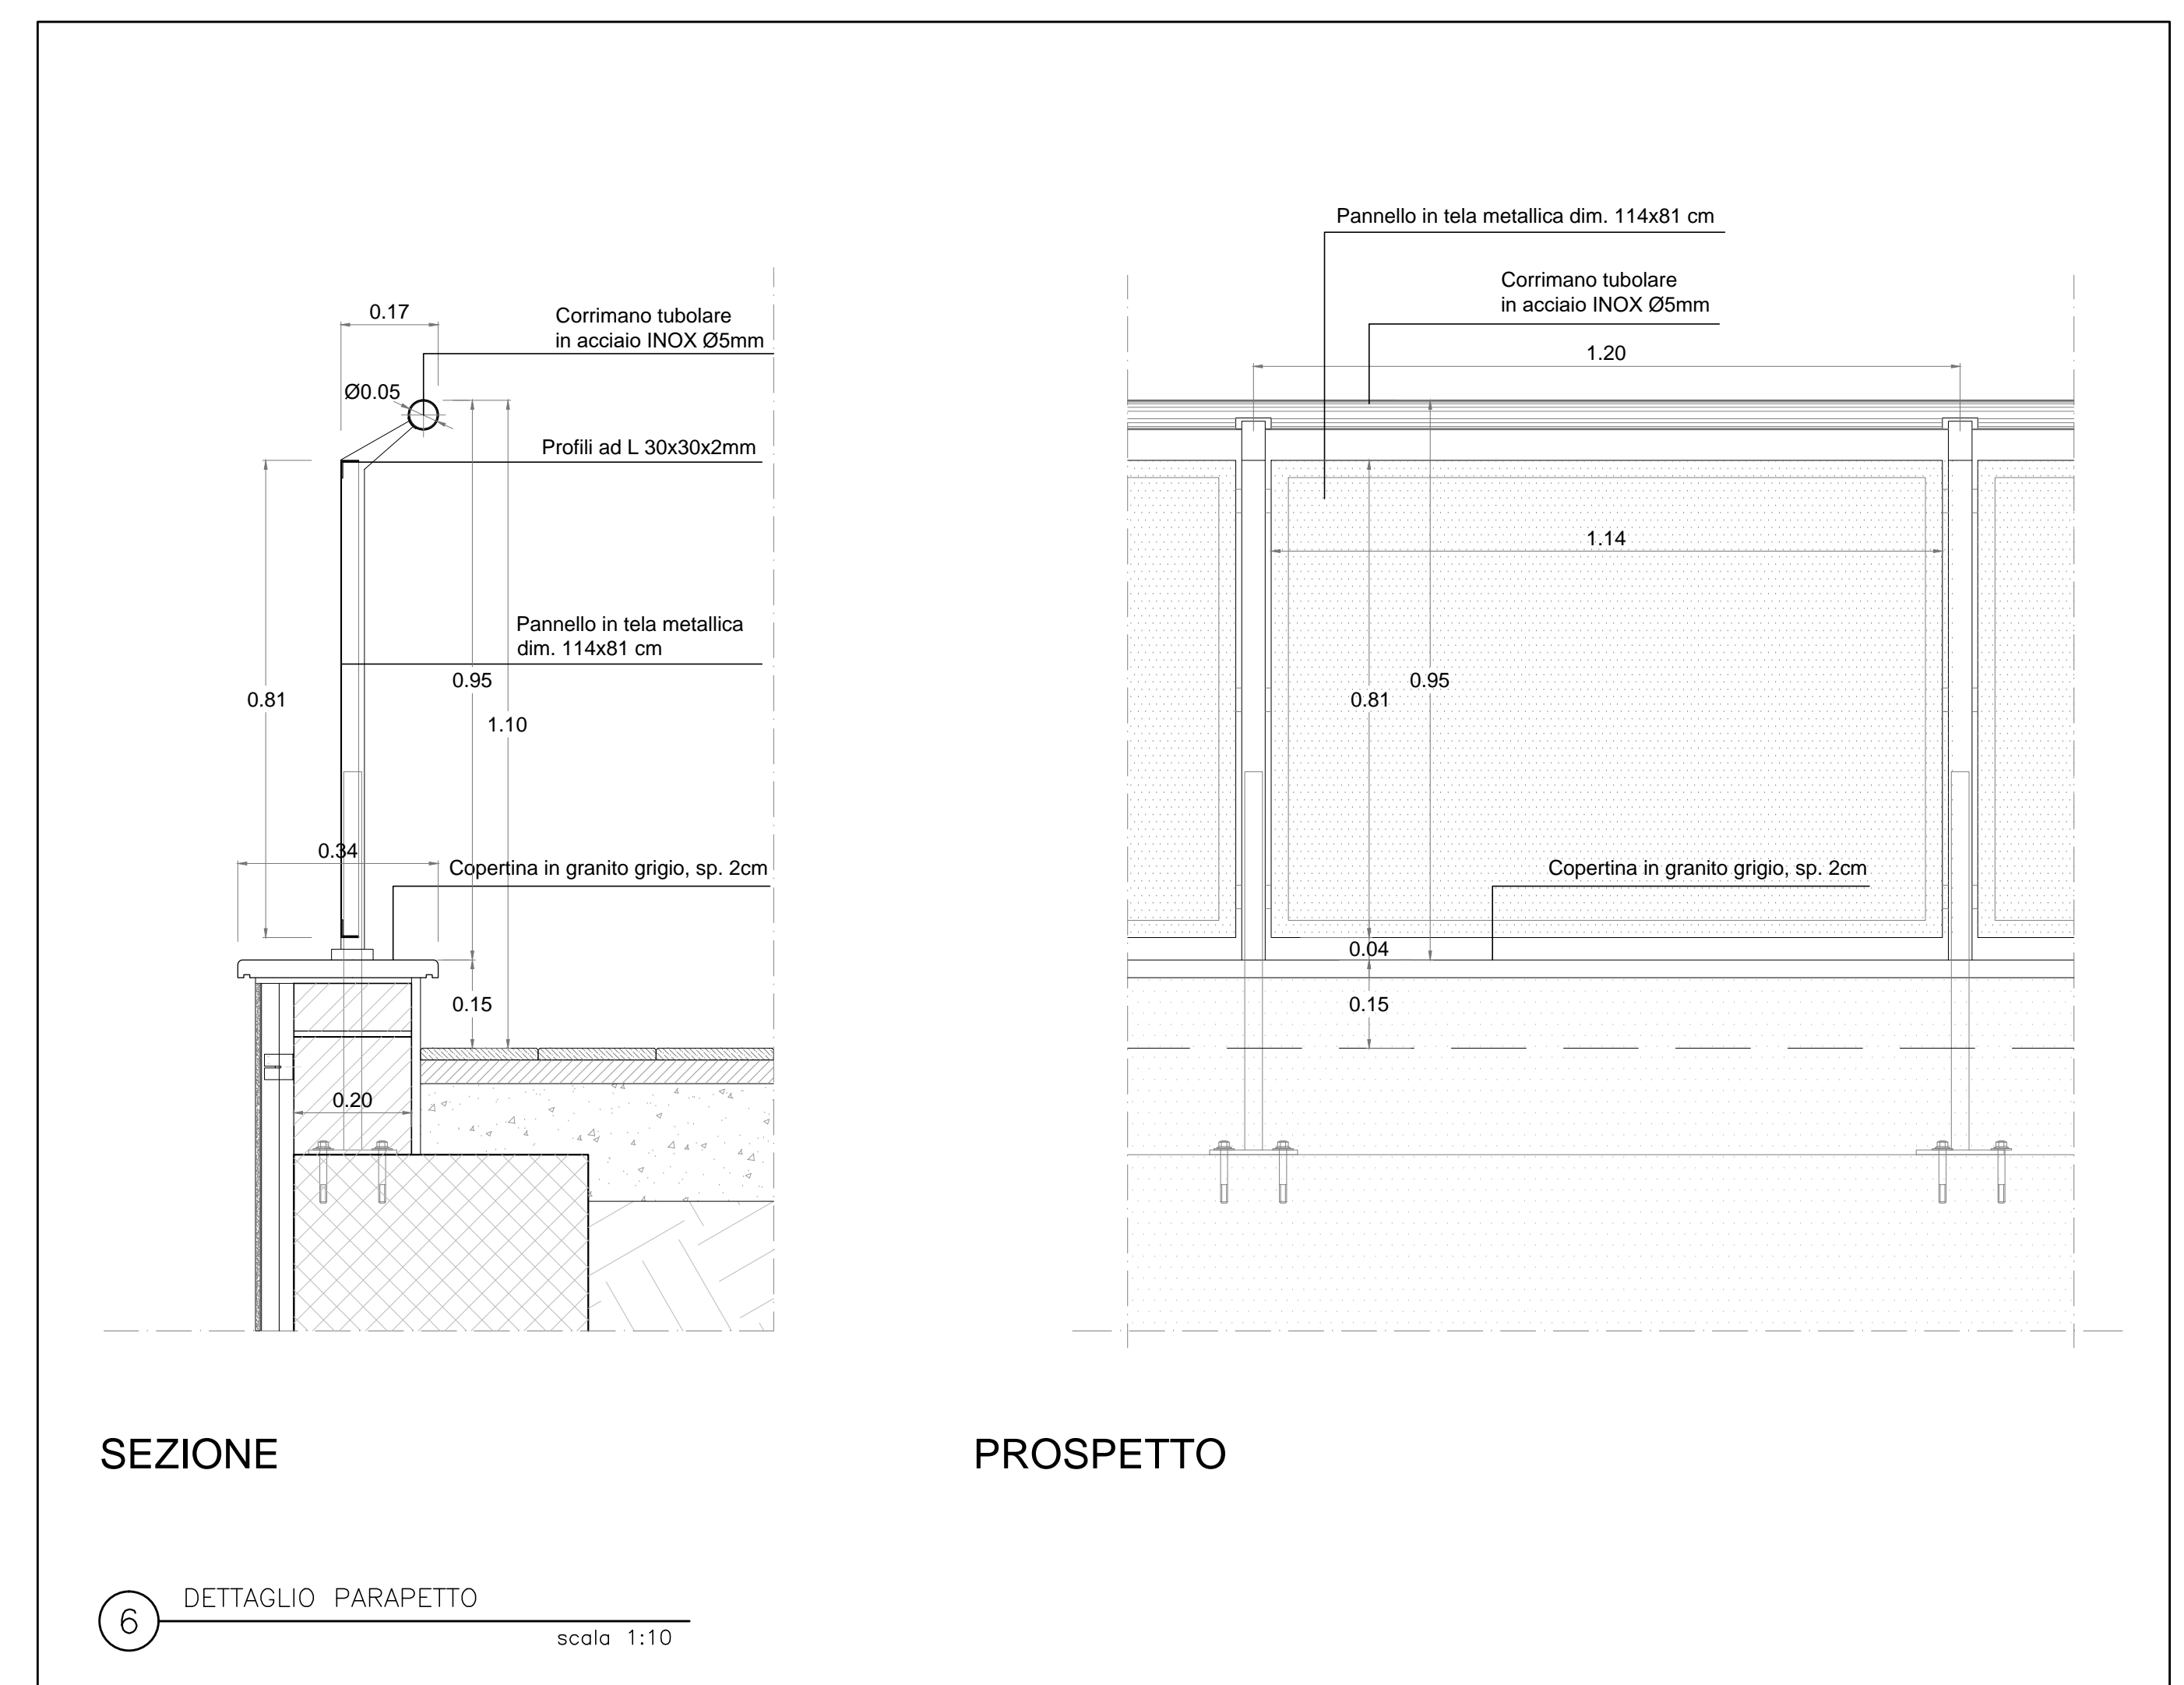 Pannello in tela metallica dim. 114x81 cm
Corrimano tubolare
in acciaio INOX Ø5mm
1.20
0.17
Corrimano tubolare
in acciaio INOX Ø5mm
Ø0.05
Profili ad L 30x30x2mm
1.14
Pannello in tela metallica
dim. 114x81 cm
0.95
0.81
1.10
0.95
0.81
0.34
Copertina in granito grigio, sp. 2cm
Copertina in granito grigio, sp. 2cm
0.04
0.15
0.15
0.20
SEZIONE
PROSPETTO
6
DETTAGLIO PARAPETTO
scala 1:10